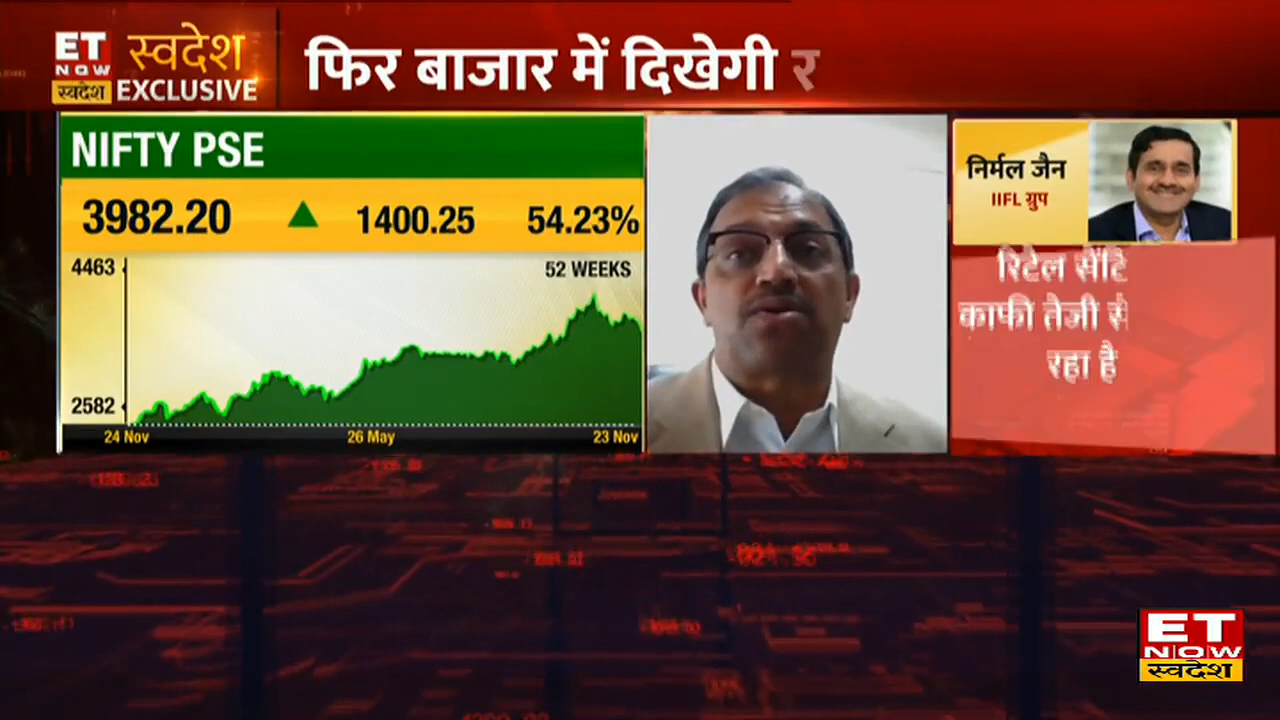 ET NOW स्वदेश
स्वदेश EXCLUSIVE
फिर बाजार में दिखेगी
NIFTY PSE
3982.20 ▲ 1400.25 54.23%
4463
52 WEEKS
2582
24 Nov 26 May 23 Nov
निर्मल जैन
IIFL ग्रुप
रिटेल
काफी तेजी
रहा है
ET
NOW
स्वदेश